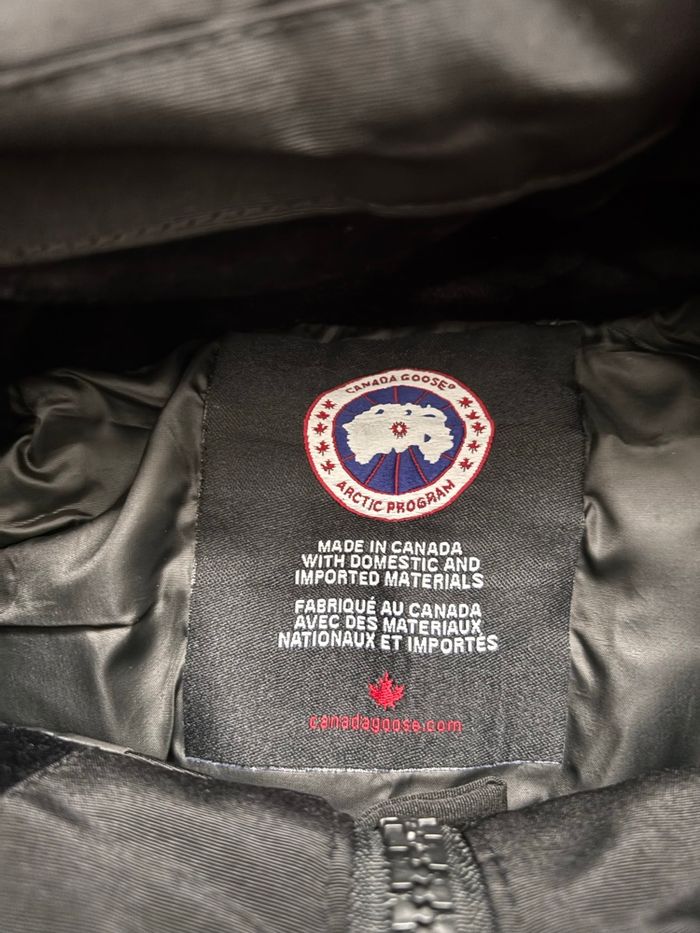 CANADA GOOSE®
ARCTIC PROGRAM
MADE IN CANADA
WITH DOMESTIC AND
IMPORTED MATERIALS
FABRIQUÉ AU CANADA
AVEC DES MATERIAUX
NATIONAUX ET IMPORTÉS
canadagoose.com